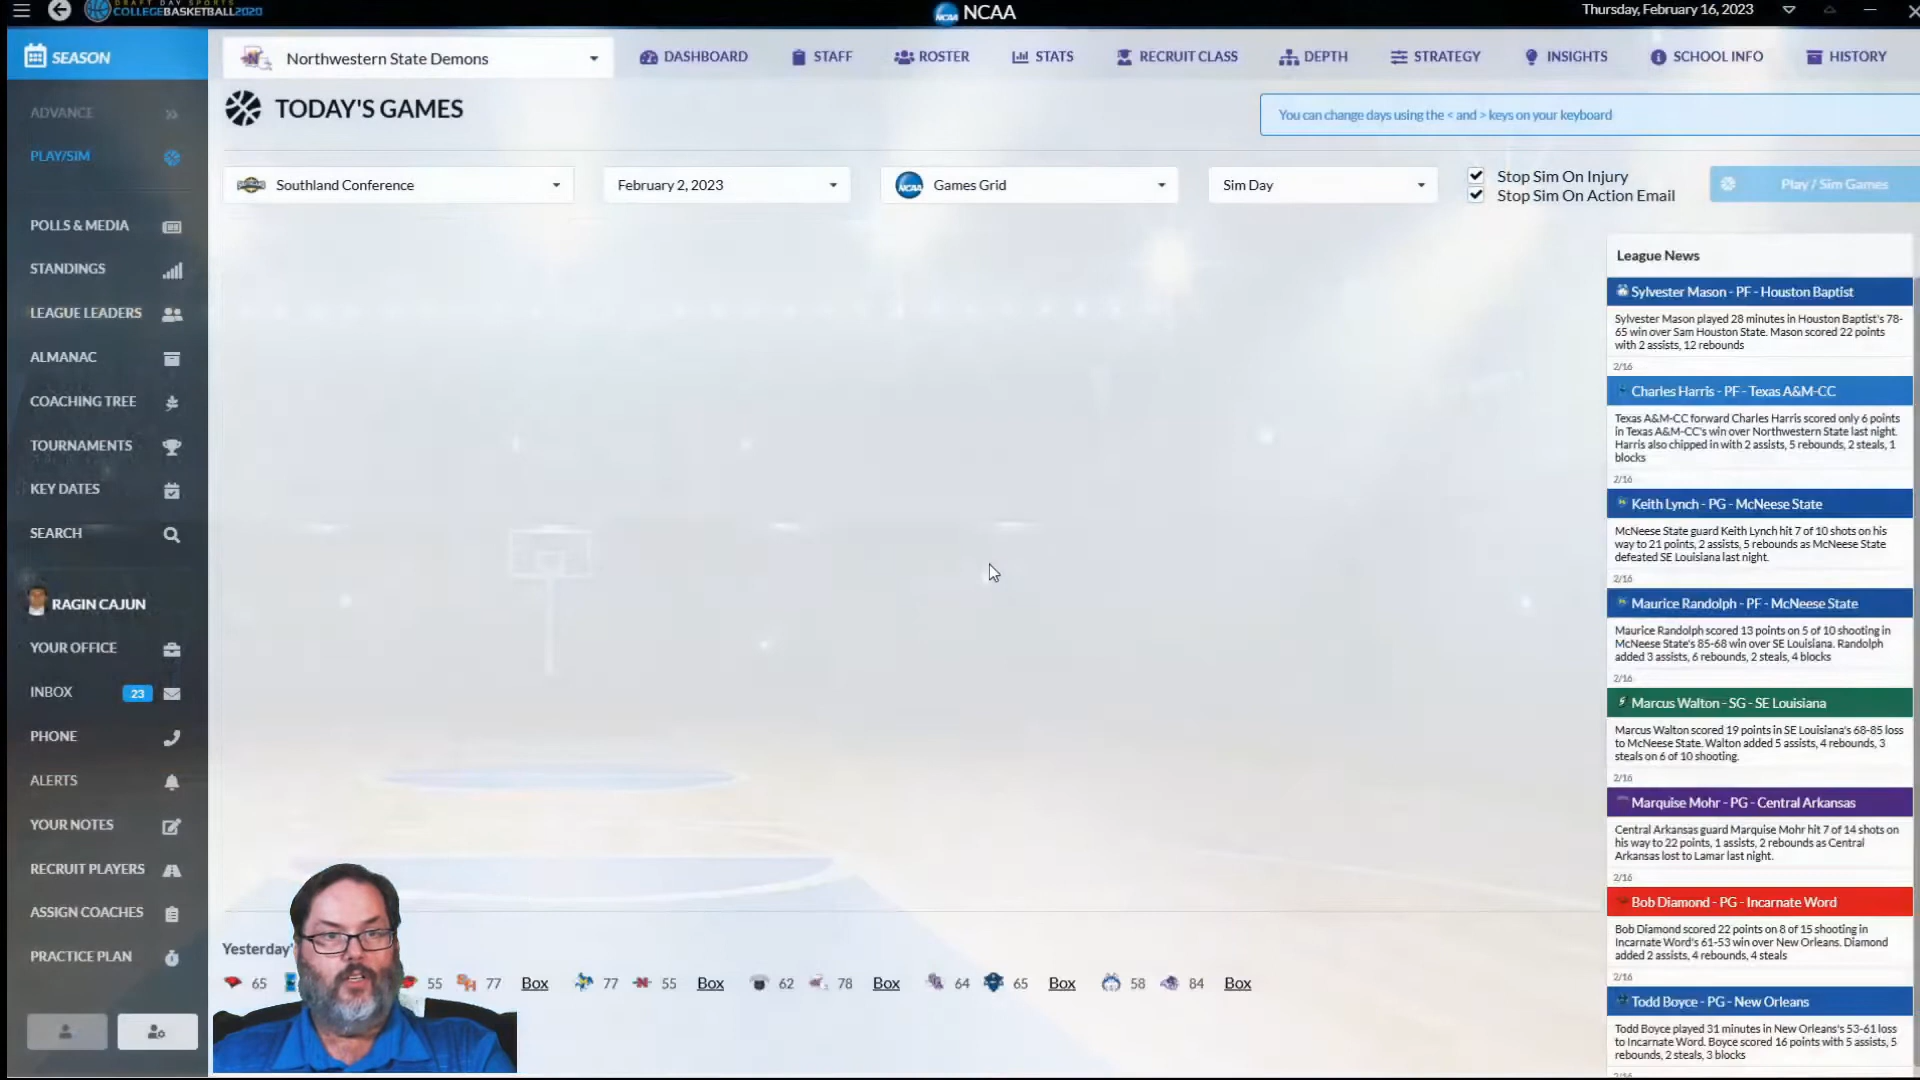 DRAFT DAY SPORTS
COLLEGEBASKETBALL2020
NCAA
Thursday, February 16, 2023
SEASON
Northwestern State Demons
DASHBOARD
STAFF
ROSTER
STATS
RECRUIT CLASS
DEPTH
STRATEGY
INSIGHTS
SCHOOL INFO
HISTORY
ADVANCE
PLAY/SIM
POLLS & MEDIA
STANDINGS
LEAGUE LEADERS
ALMANAC
COACHING TREE
TOURNAMENTS
KEY DATES
SEARCH
RAGIN CAJUN
YOUR OFFICE
INBOX 23
PHONE
ALERTS
YOUR NOTES
RECRUIT PLAYERS
ASSIGN COACHES
PRACTICE PLAN
TODAY'S GAMES
You can change days using the < and > keys on your keyboard
Southland Conference
February 2, 2023
NCAA Games Grid
Sim Day
Stop Sim On Injury
Stop Sim On Action Email
Play / Sim Games
League News
Sylvester Mason - PF - Houston Baptist
Sylvester Mason played 28 minutes in Houston Baptist's 78-
65 win over Sam Houston State. Mason scored 22 points
with 2 assists, 12 rebounds
2/16
Charles Harris - PF - Texas A&M-CC
Texas A&M-CC forward Charles Harris scored only 6 points
in Texas A&M-CC's win over Northwestern State last night.
Harris also chipped in with 2 assists, 5 rebounds, 2 steals, 1
blocks
2/16
Keith Lynch - PG - McNeese State
McNeese State guard Keith Lynch hit 7 of 10 shots on his
way to 21 points, 2 assists, 5 rebounds as McNeese State
defeated SE Louisiana last night.
2/16
Maurice Randolph - PF - McNeese State
Maurice Randolph scored 13 points on 5 of 10 shooting in
McNeese State's 85-68 win over SE Louisiana. Randolph
added 3 assists, 6 rebounds, 2 steals, 4 blocks
2/16
Marcus Walton - SG - SE Louisiana
Marcus Walton scored 19 points in SE Louisiana's 68-85 loss
to McNeese State. Walton added 5 assists, 4 rebounds, 3
steals on 6 of 10 shooting.
2/16
Marquise Mohr - PG - Central Arkansas
Central Arkansas guard Marquise Mohr hit 7 of 14 shots on
his way to 22 points, 1 assists, 2 rebounds as Central
Arkansas lost to Lamar last night.
2/16
Bob Diamond - PG - Incarnate Word
Bob Diamond scored 22 points on 8 of 15 shooting in
Incarnate Word's 61-53 win over New Orleans. Diamond
added 2 assists, 4 rebounds, 4 steals
2/16
Todd Boyce - PG - New Orleans
Todd Boyce played 31 minutes in New Orleans's 53-61 loss
to Incarnate Word. Boyce scored 16 points with 5 assists, 5
rebounds, 2 steals, 3 blocks
Yesterday'
65 55 77 Box 77 55 Box 62 78 Box 64 65 Box 58 84 Box